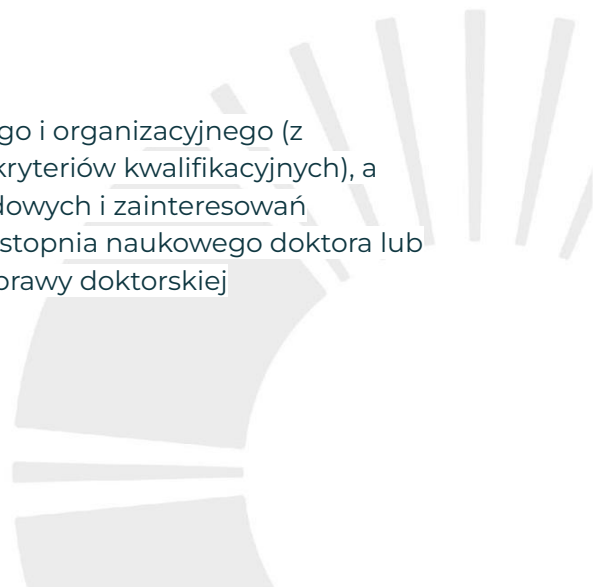 go i organizacyjnego (z
kryteriów kwalifikacyjnych), a
dowych i zainteresowań
stopnia naukowego doktora lub
prawy doktorskiej